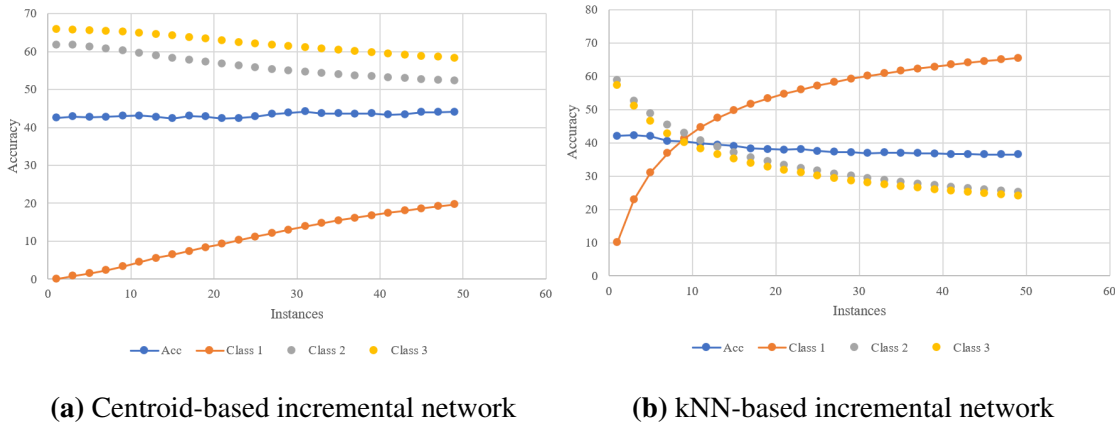 70
60
50
40
30
20
10
0
Accuracy
0 10 20 30 40 50 60
Instances
Acc Class 1 Class 2 Class 3
(a) Centroid-based incremental network
80
70
60
50
40
30
20
10
0
Accuracy
0 10 20 30 40 50 60
Instances
Acc Class 1 Class 2 Class 3
(b) kNN-based incremental network